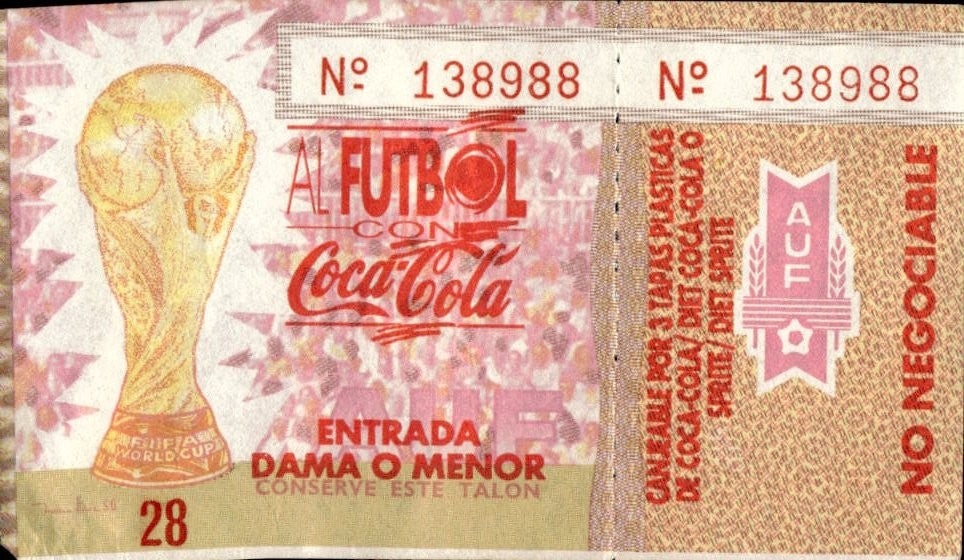 Nº 138988
Nº 138988
AL FUTBOL
CON
Coca-Cola
AUF
ENTRADA
DAMA O MENOR
CONSERVE ESTE TALON
FIFA
WORLD CUP
28
CANJEABLE POR 3 TAPAS PLASTICAS
DE COCA-COLA/ DIET COCA-COLA O
SPRITE/ DIET SPRITE
AUF
NO NEGOCIABLE